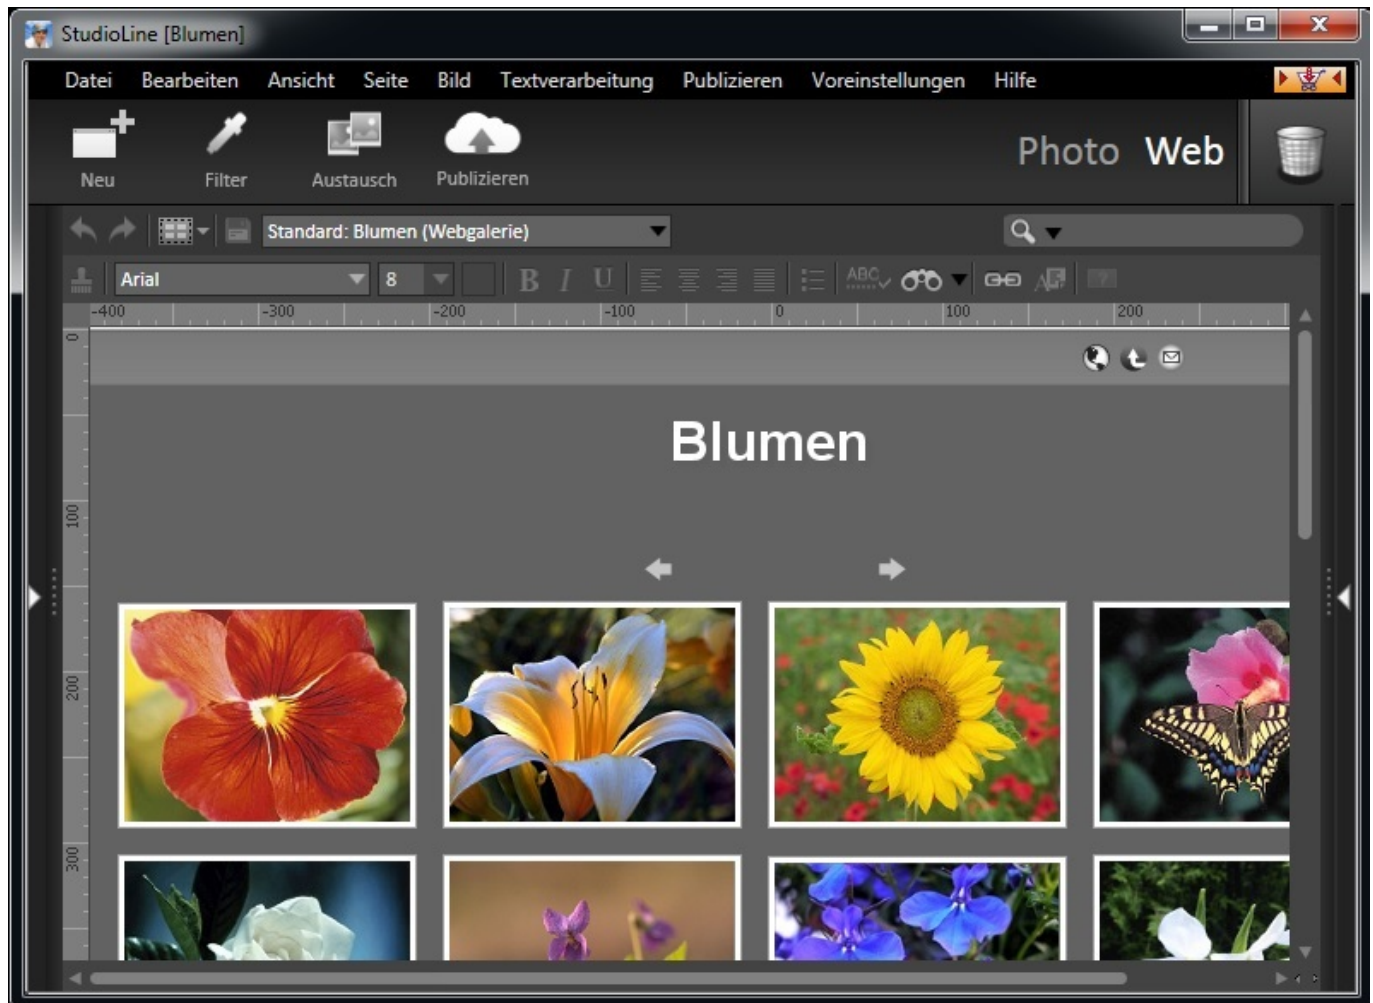 StudioLine [Blumen]
Datei Bearbeiten Ansicht Seite Bild Textverarbeitung Publizieren Voreinstellungen Hilfe
Photo Web
Neu Filter Austausch Publizieren
Standard: Blumen (Webgalerie)
Arial 8 B I U ABC
-400 -300 -200 -100 0 100 200
0
Blumen
100
200
300